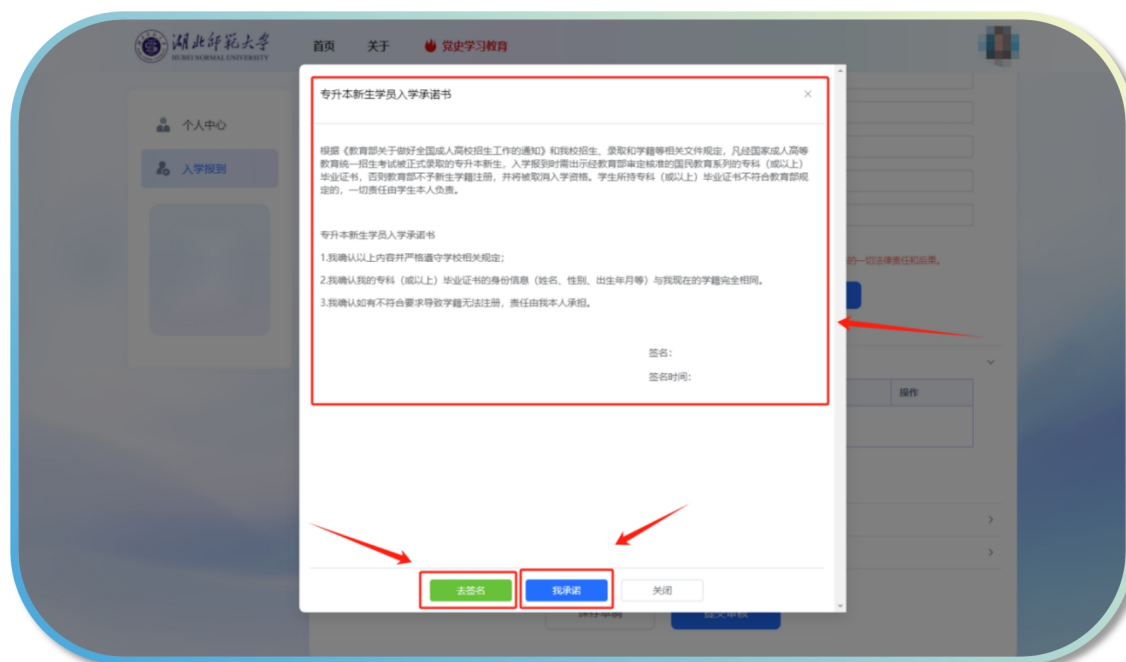 湖北师范大学
HUBEI NORMAL UNIVERSITY
首页 关于 党史学习教育
个人中心
入学报到
专升本新生学员入学承诺书
根据《教育部关于做好全国成人高校招生工作的通知》和我校招生、录取和学籍等相关文件规定，凡经国家成人高等
教育统一招生考试被正式录取的专升本新生，入学报到时需出示经教育部审定核准的国民教育系列的专科（或以上）
毕业证书，否则教育部不予新生学籍注册，并将被取消入学资格。学生所持专科（或以上）毕业证书不符合教育部规
定的，一切责任由学生本人负责。
专升本新生学员入学承诺书
1.我确认以上内容并严格遵守学校相关规定；
2.我确认我的专科（或以上）毕业证书的身份信息（姓名、性别、出生年月等）与我现在的学籍完全相同。
3.我确认如有不符合要求导致学籍无法注册，责任由我本人承担。
签名：
签名时间：
的一切法律责任和后果。
操作
去签名 我承诺 关闭
保存草稿 提交审核